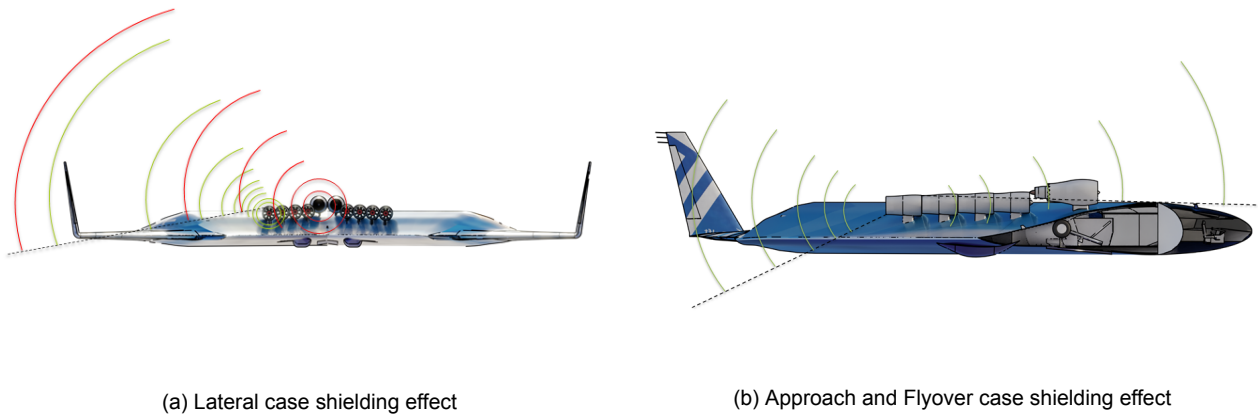 (a) Lateral case shielding effect
(b) Approach and Flyover case shielding effect